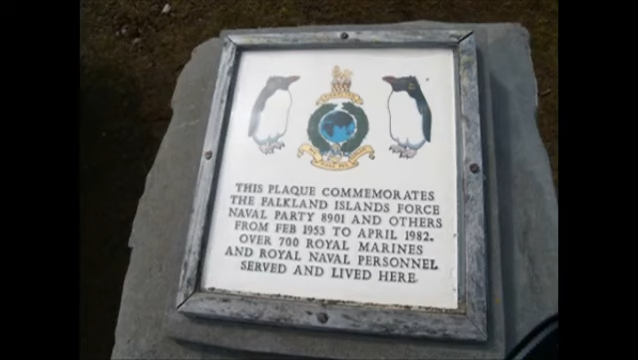 THIS PLAQUE COMMEMORATES
THE FALKLAND ISLANDS FORCE
NAVAL PARTY 8901 AND OTHERS
FROM FEB 1953 TO APRIL 1982.
OVER 700 ROYAL MARINES
AND ROYAL NAVAL PERSONNEL
SERVED AND LIVED HERE.